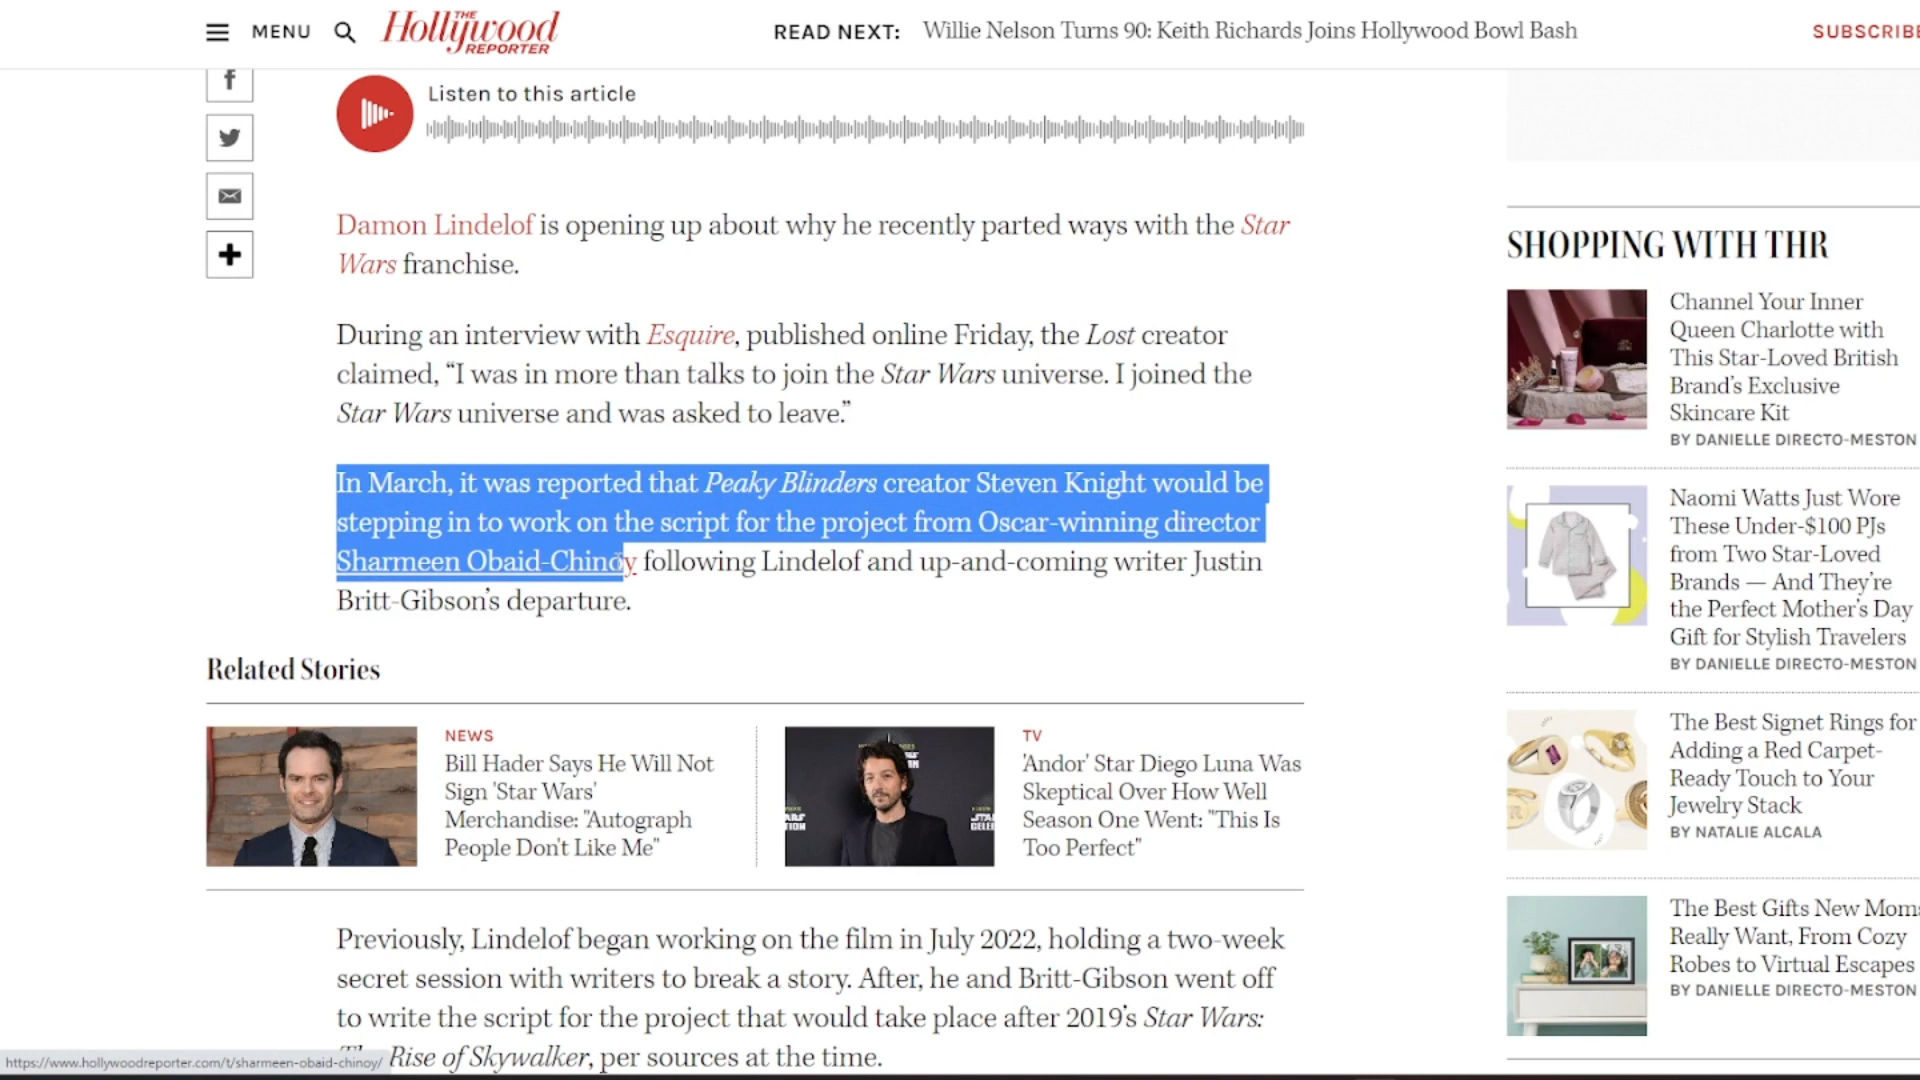 MENU
THE
Hollywood
REPORTER
READ NEXT: Willie Nelson Turns 90: Keith Richards Joins Hollywood Bowl Bash
SUBSCRIBE
Listen to this article
Damon Lindelof is opening up about why he recently parted ways with the Star
Wars franchise.
During an interview with Esquire, published online Friday, the Lost creator
claimed, “I was in more than talks to join the Star Wars universe. I joined the
Star Wars universe and was asked to leave.”
In March, it was reported that Peaky Blinders creator Steven Knight would be
stepping in to work on the script for the project from Oscar-winning director
Sharmeen Obaid-Chinoy following Lindelof and up-and-coming writer Justin
Britt-Gibson’s departure.
Related Stories
NEWS
Bill Hader Says He Will Not
Sign 'Star Wars'
Merchandise: "Autograph
People Don't Like Me"
TV
'Andor' Star Diego Luna Was
Skeptical Over How Well
Season One Went: "This Is
Too Perfect"
Previously, Lindelof began working on the film in July 2022, holding a two-week
secret session with writers to break a story. After, he and Britt-Gibson went off
to write the script for the project that would take place after 2019’s Star Wars:
The Rise of Skywalker, per sources at the time.
https://www.hollywoodreporter.com/t/sharmeen-obaid-chinoy/
SHOPPING WITH THR
Channel Your Inner
Queen Charlotte with
This Star-Loved British
Brand’s Exclusive
Skincare Kit
BY DANIELLE DIRECTO-MESTON
Naomi Watts Just Wore
These Under-$100 PJs
from Two Star-Loved
Brands — And They’re
the Perfect Mother’s Day
Gift for Stylish Travelers
BY DANIELLE DIRECTO-MESTON
The Best Signet Rings for
Adding a Red Carpet-
Ready Touch to Your
Jewelry Stack
BY NATALIE ALCALA
The Best Gifts New Moms
Really Want, From Cozy
Robes to Virtual Escapes
BY DANIELLE DIRECTO-MESTON